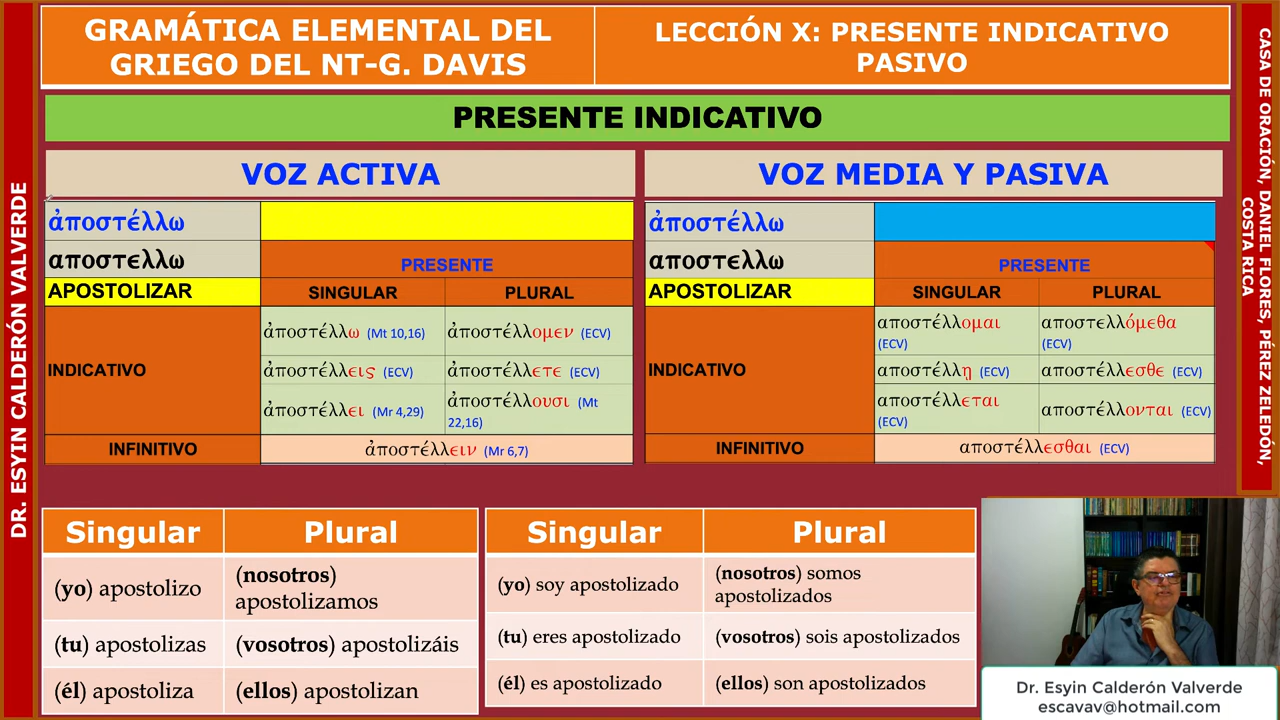 GRAMÁTICA ELEMENTAL DEL
GRIEGO DEL NT-G. DAVIS
LECCIÓN X: PRESENTE INDICATIVO
PASIVO
DR. ESYIN CALDERÓN VALVERDE
CASA DE ORACIÓN, DANIEL FLORES, PÉREZ ZELEDÓN,
COSTA RICA
PRESENTE INDICATIVO
VOZ ACTIVA
ἀποστέλλω
αποστελλω
PRESENTE
APOSTOLIZAR
SINGULAR
PLURAL
INDICATIVO
ἀποστέλλω (Mt 10,16)
ἀποστέλλομεν (ECV)
ἀποστέλλεις (ECV)
ἀποστέλλετε (ECV)
ἀποστέλλει (Mr 4,29)
ἀποστέλλουσι (Mt
22,16)
INFINITIVO
ἀποστέλλειν (Mr 6,7)
VOZ MEDIA Y PASIVA
ἀποστέλλω
αποστελλω
PRESENTE
APOSTOLIZAR
SINGULAR
PLURAL
INDICATIVO
αποστέλλομαι
(ECV)
αποστελλόμεθα
(ECV)
αποστέλλῃ (ECV)
αποστέλλεσθε (ECV)
αποστέλλεται
(ECV)
αποστέλλονται (ECV)
INFINITIVO
αποστέλλεσθαι (ECV)
Singular
Plural
(yo) apostolizo
(nosotros)
apostolizamos
(tu) apostolizas
(vosotros) apostolizáis
(él) apostoliza
(ellos) apostolizan
Singular
Plural
(yo) soy apostolizado
(nosotros) somos
apostolizados
(tu) eres apostolizado
(vosotros) sois apostolizados
(él) es apostolizado
(ellos) son apostolizados
Dr. Esyin Calderón Valverde
escavav@hotmail.com